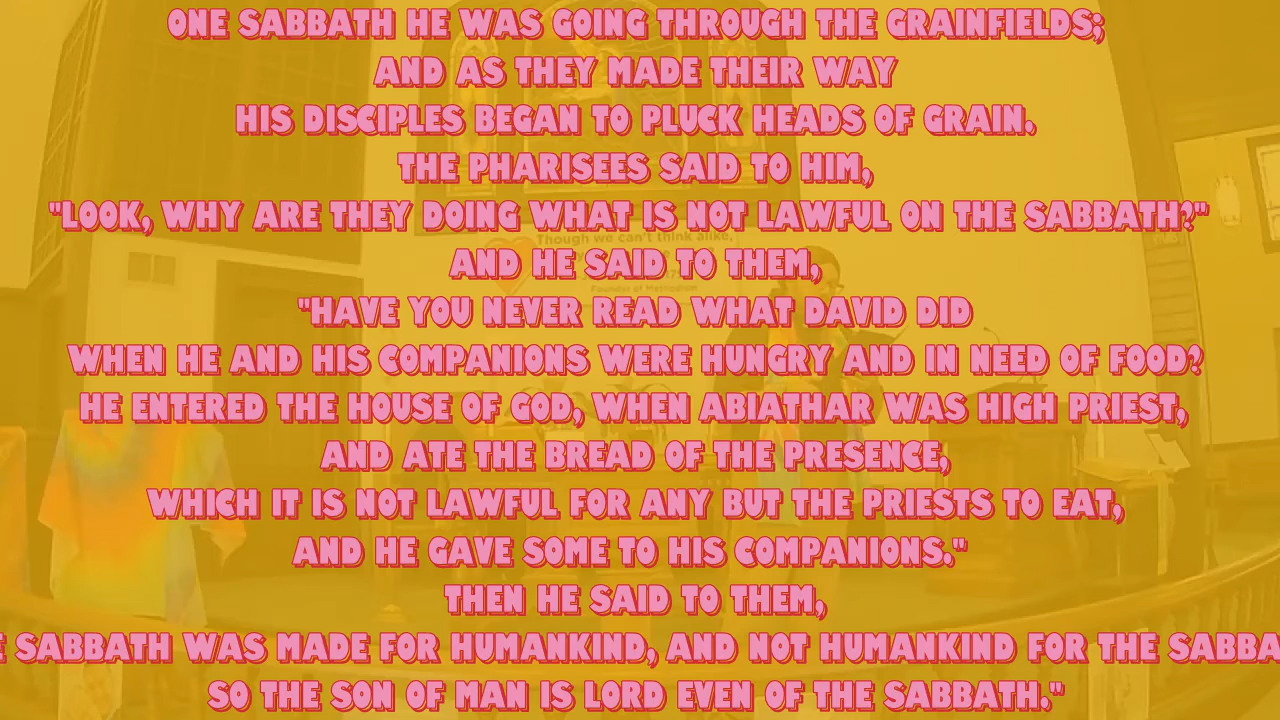 ONE SABBATH HE WAS GOING THROUGH THE GRAINFIELDS;
AND AS THEY MADE THEIR WAY
HIS DISCIPLES BEGAN TO PLUCK HEADS OF GRAIN.
THE PHARISEES SAID TO HIM,
"LOOK, WHY ARE THEY DOING WHAT IS NOT LAWFUL ON THE SABBATH?"
Though we can't think alike,
AND HE SAID TO THEM,
Founder of Methodism
"HAVE YOU NEVER READ WHAT DAVID DID
WHEN HE AND HIS COMPANIONS WERE HUNGRY AND IN NEED OF FOOD?
HE ENTERED THE HOUSE OF GOD, WHEN ABIATHAR WAS HIGH PRIEST,
AND ATE THE BREAD OF THE PRESENCE,
WHICH IT IS NOT LAWFUL FOR ANY BUT THE PRIESTS TO EAT,
AND HE GAVE SOME TO HIS COMPANIONS."
THEN HE SAID TO THEM,
E SABBATH WAS MADE FOR HUMANKIND, AND NOT HUMANKIND FOR THE SABBA
SO THE SON OF MAN IS LORD EVEN OF THE SABBATH."